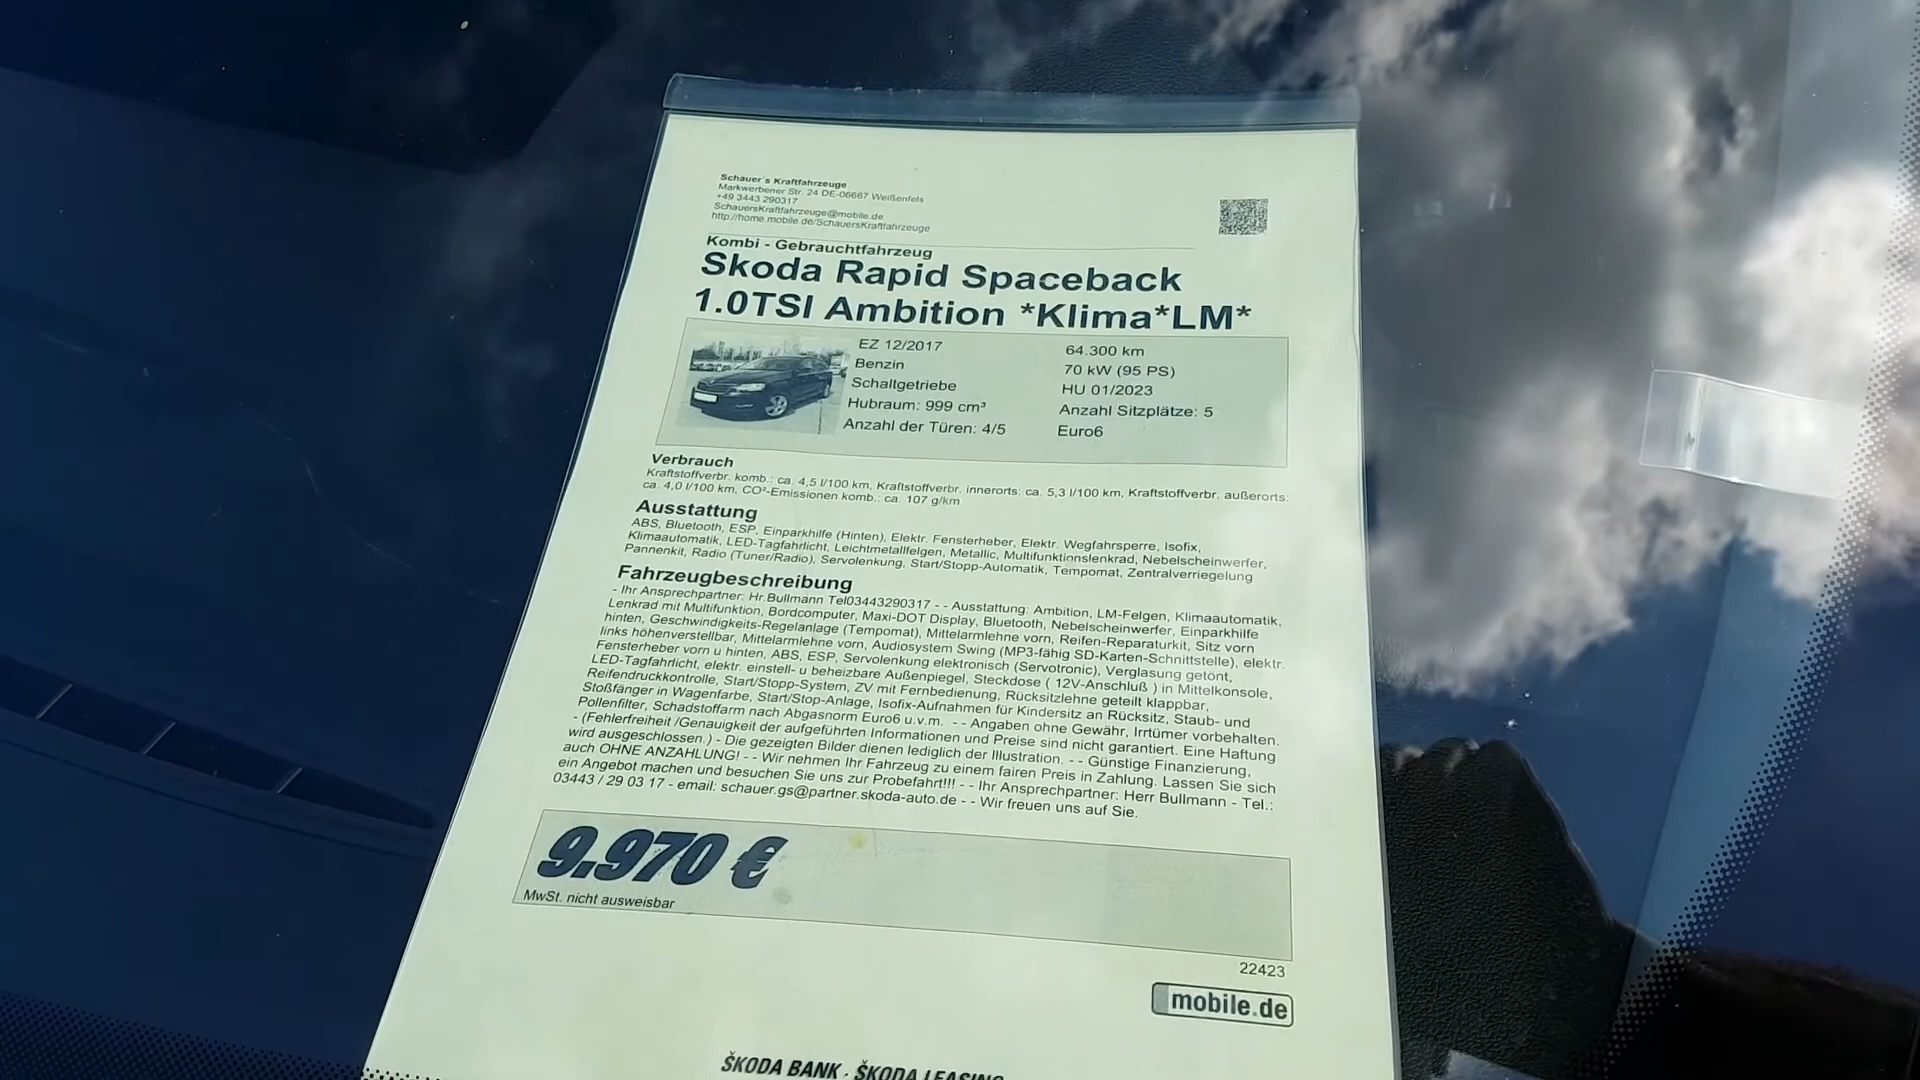 Schauer´s Kraftfahrzeuge
Markwerbener Str. 24 DE-06667 Weißenfels
+49 3443 290317
SchauersKraftfahrzeuge@mobile.de
http://home.mobile.de/SchauersKraftfahrzeuge
Kombi - Gebrauchtfahrzeug
Skoda Rapid Spaceback
1.0TSI Ambition *Klima*LM*
EZ 12/2017 64.300 km
Benzin 70 kW (95 PS)
Schaltgetriebe HU 01/2023
Hubraum: 999 cm³ Anzahl Sitzplätze: 5
Anzahl der Türen: 4/5 Euro6
Verbrauch
Kraftstoffverbr. komb.: ca. 4,5 l/100 km, Kraftstoffverbr. innerorts: ca. 5,3 l/100 km, Kraftstoffverbr. außerorts:
ca. 4,0 l/100 km, CO²-Emissionen komb.: ca. 107 g/km
Ausstattung
ABS, Bluetooth, ESP, Einparkhilfe (Hinten), Elektr. Fensterheber, Elektr. Wegfahrsperre, Isofix,
Klimaautomatik, LED-Tagfahrlicht, Leichtmetallfelgen, Metallic, Multifunktionslenkrad, Nebelscheinwerfer,
Pannenkit, Radio (Tuner/Radio), Servolenkung, Start/Stopp-Automatik, Tempomat, Zentralverriegelung
Fahrzeugbeschreibung
- Ihr Ansprechpartner: Hr.Bullmann Tel03443290317 - - Ausstattung: Ambition, LM-Felgen, Klimaautomatik,
Lenkrad mit Multifunktion, Bordcomputer, Maxi-DOT Display, Bluetooth, Nebelscheinwerfer, Einparkhilfe
hinten, Geschwindigkeits-Regelanlage (Tempomat), Mittelarmlehne vorn, Reifen-Reparaturkit, Sitz vorn
links höhenverstellbar, Mittelarmlehne vorn, Audiosystem Swing (MP3-fähig SD-Karten-Schnittstelle), elektr.
Fensterheber vorn u hinten, ABS, ESP, Servolenkung elektronisch (Servotronic), Verglasung getönt,
LED-Tagfahrlicht, elektr. einstell- u beheizbare Außenpiegel, Steckdose ( 12V-Anschluß ) in Mittelkonsole,
Reifendruckkontrolle, Start/Stopp-System, ZV mit Fernbedienung, Rücksitzlehne geteilt klappbar,
Stoßfänger in Wagenfarbe, Start/Stop-Anlage, Isofix-Aufnahmen für Kindersitz an Rücksitz, Staub- und
Pollenfilter, Schadstoffarm nach Abgasnorm Euro6 u.v.m. - - Angaben ohne Gewähr, Irrtümer vorbehalten.
- (Fehlerfreiheit /Genauigkeit der aufgeführten Informationen und Preise sind nicht garantiert. Eine Haftung
wird ausgeschlossen.) - Die gezeigten Bilder dienen lediglich der Illustration. - - Günstige Finanzierung,
auch OHNE ANZAHLUNG! - - Wir nehmen Ihr Fahrzeug zu einem fairen Preis in Zahlung. Lassen Sie sich
ein Angebot machen und besuchen Sie uns zur Probefahrt!!! - - Ihr Ansprechpartner: Herr Bullmann - Tel.:
03443 / 29 03 17 - email: schauer.gs@partner.skoda-auto.de - - Wir freuen uns auf Sie.
9.970 €
MwSt. nicht ausweisbar
22423
mobile.de
ŠKODA BANK · ŠKODA LEASING